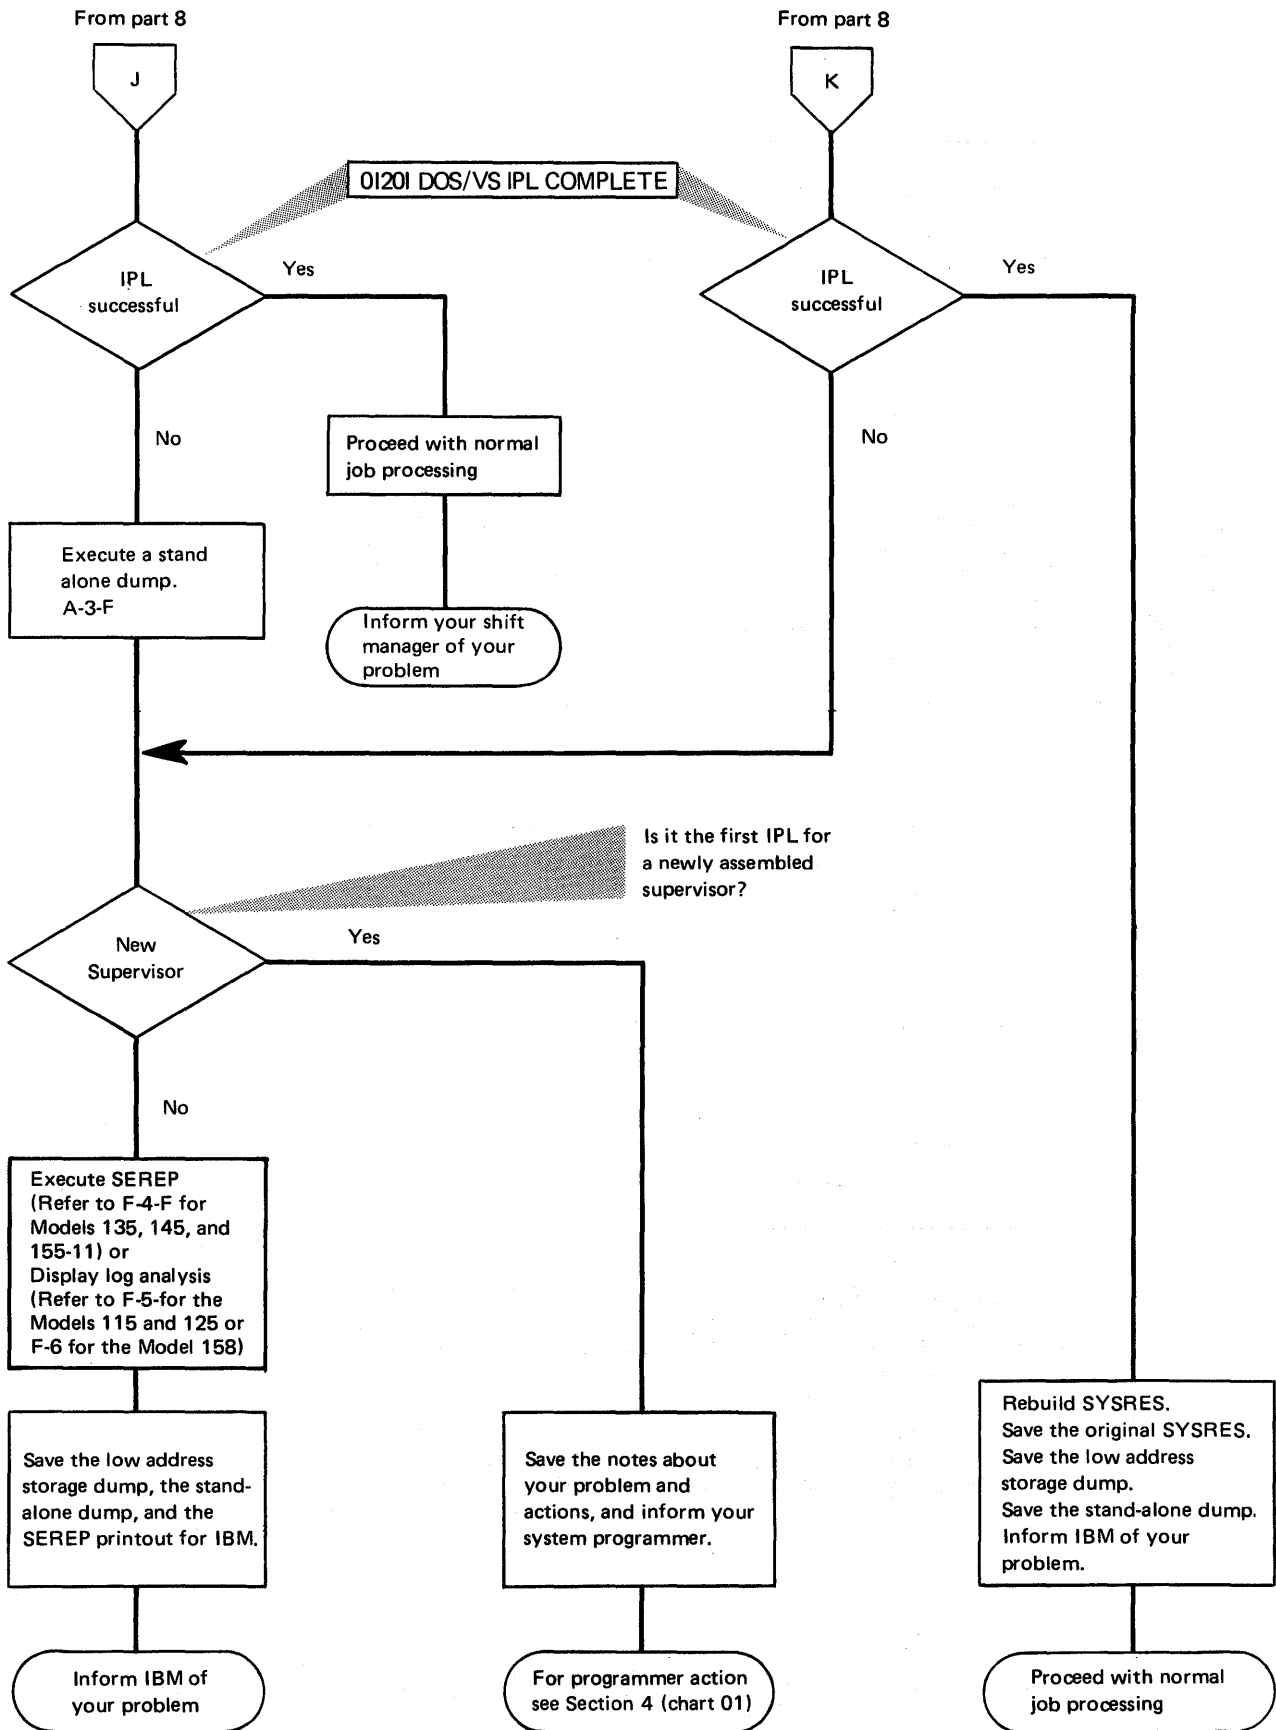 From part 8
J
From part 8
K
0I20I DOS/VS IPL COMPLETE
IPL
successful
Yes
No
IPL
successful
Yes
No
Proceed with normal
job processing
Execute a stand
alone dump.
A-3-F
Inform your shift
manager of your
problem
Is it the first IPL for
a newly assembled
supervisor?
New
Supervisor
Yes
No
Execute SEREP
(Refer to F-4-F for
Models 135, 145, and
155-11) or
Display log analysis
(Refer to F-5-for the
Models 115 and 125 or
F-6 for the Model 158)
Save the low address
storage dump, the stand-
alone dump, and the
SEREP printout for IBM.
Inform IBM of
your problem
Save the notes about
your problem and
actions, and inform your
system programmer.
For programmer action
see Section 4 (chart 01)
Rebuild SYSRES.
Save the original SYSRES.
Save the low address
storage dump.
Save the stand-alone dump.
Inform IBM of your
problem.
Proceed with normal
job processing